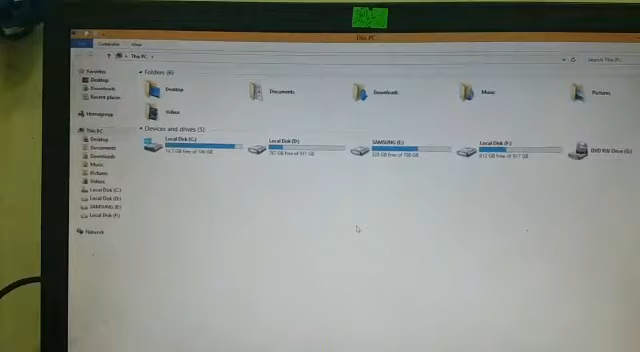 This PC
Computer View
This PC
Search This PC
Favorites
Desktop
Downloads
Recent places
Homegroup
This PC
Desktop
Documents
Downloads
Music
Pictures
Videos
Local Disk (C:)
Local Disk (D:)
SAMSUNG (E:)
Local Disk (F:)
Network
Folders (6)
Desktop
Documents
Downloads
Music
Pictures
Videos
Devices and drives (5)
Local Disk (C:)
Local Disk (D:)
SAMSUNG (E:)
Local Disk (F:)
DVD RW Drive (G:)